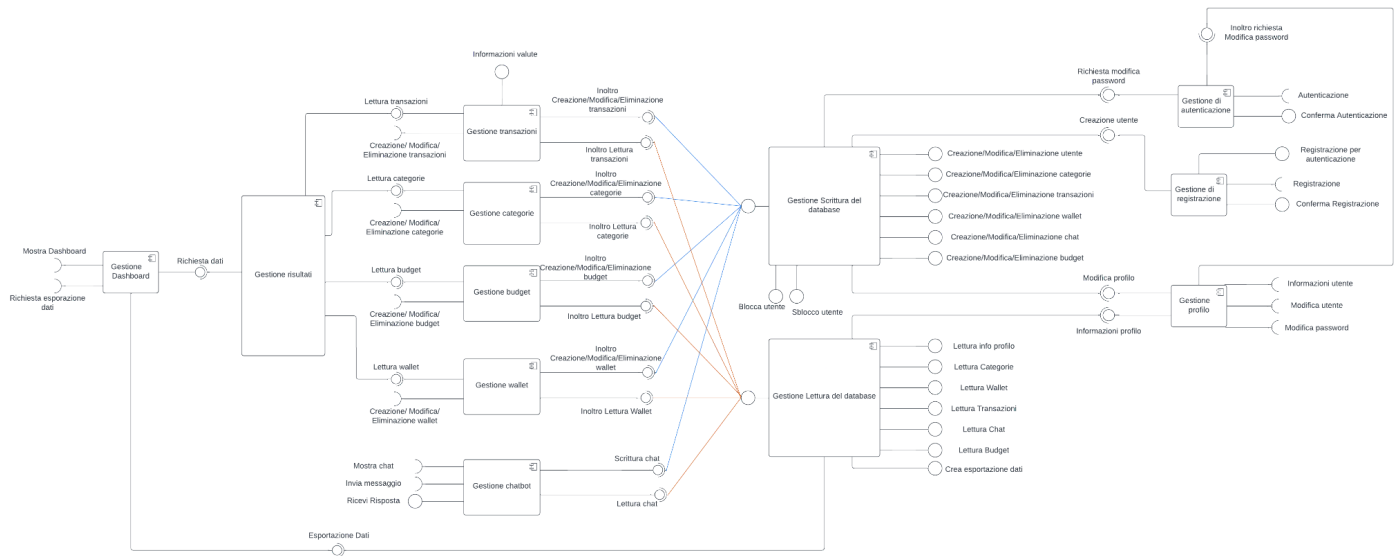 Mostra Dashboard
Richiesta esporazione
dati
Gestione
Dashboard
Richiesta dati
Gestione risultati
Informazioni valute
Lettura transazioni
Creazione/ Modifica/
Eliminazione transazioni
Gestione transazioni
Inoltro
Creazione/Modifica/Eliminazione
transazioni
Inoltro Lettura
transazioni
Lettura categorie
Creazione/ Modifica/
Eliminazione categorie
Gestione categorie
Inoltro
Creazione/Modifica/Eliminazione
categorie
Inoltro Lettura
categorie
Lettura budget
Creazione/ Modifica/
Eliminazione budget
Gestione budget
Inoltro
Creazione/Modifica/Eliminazione
budget
Inoltro Lettura budget
Lettura wallet
Creazione/ Modifica/
Eliminazione wallet
Gestione wallet
Inoltro
Creazione/Modifica/Eliminazione
wallet
Inoltro Lettura Wallet
Mostra chat
Invia messaggio
Ricevi Risposta
Gestione chatbot
Scrittura chat
Lettura chat
Esportazione Dati
Gestione Scrittura del
database
Creazione/Modifica/Eliminazione utente
Creazione/Modifica/Eliminazione categorie
Creazione/Modifica/Eliminazione transazioni
Creazione/Modifica/Eliminazione wallet
Creazione/Modifica/Eliminazione chat
Creazione/Modifica/Eliminazione budget
Blocca utente
Sblocco utente
Gestione Lettura del database
Lettura info profilo
Lettura Categorie
Lettura Wallet
Lettura Transazioni
Lettura Chat
Lettura Budget
Crea esportazione dati
Inoltro richiesta
Modifica password
Richiesta modifica
password
Gestione di
autenticazione
Autenticazione
Conferma Autenticazione
Creazione utente
Gestione di
registrazione
Registrazione per
autenticazione
Registrazione
Conferma Registrazione
Modifica profilo
Informazioni profilo
Gestione
profilo
Informazioni utente
Modifica utente
Modifica password